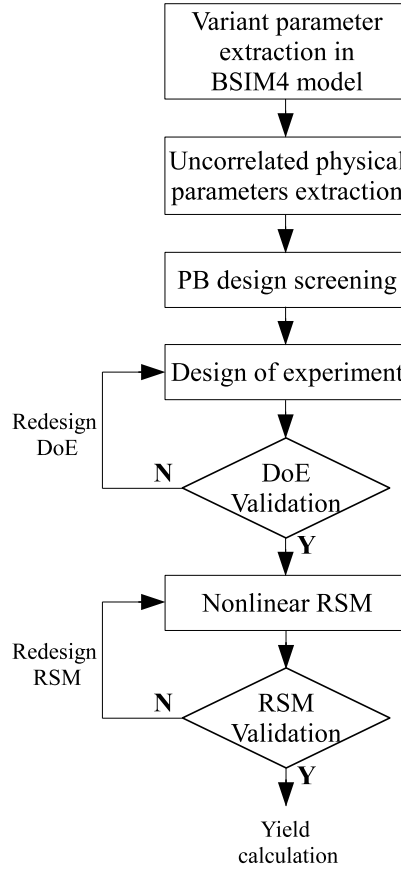 Variant parameter
extraction in
BSIM4 model
Uncorrelated physical
parameters extraction
PB design screening
Design of experiment
Redesign
DoE
N
DoE
Validation
Y
Nonlinear RSM
Redesign
RSM
N
RSM
Validation
Y
Yield
calculation